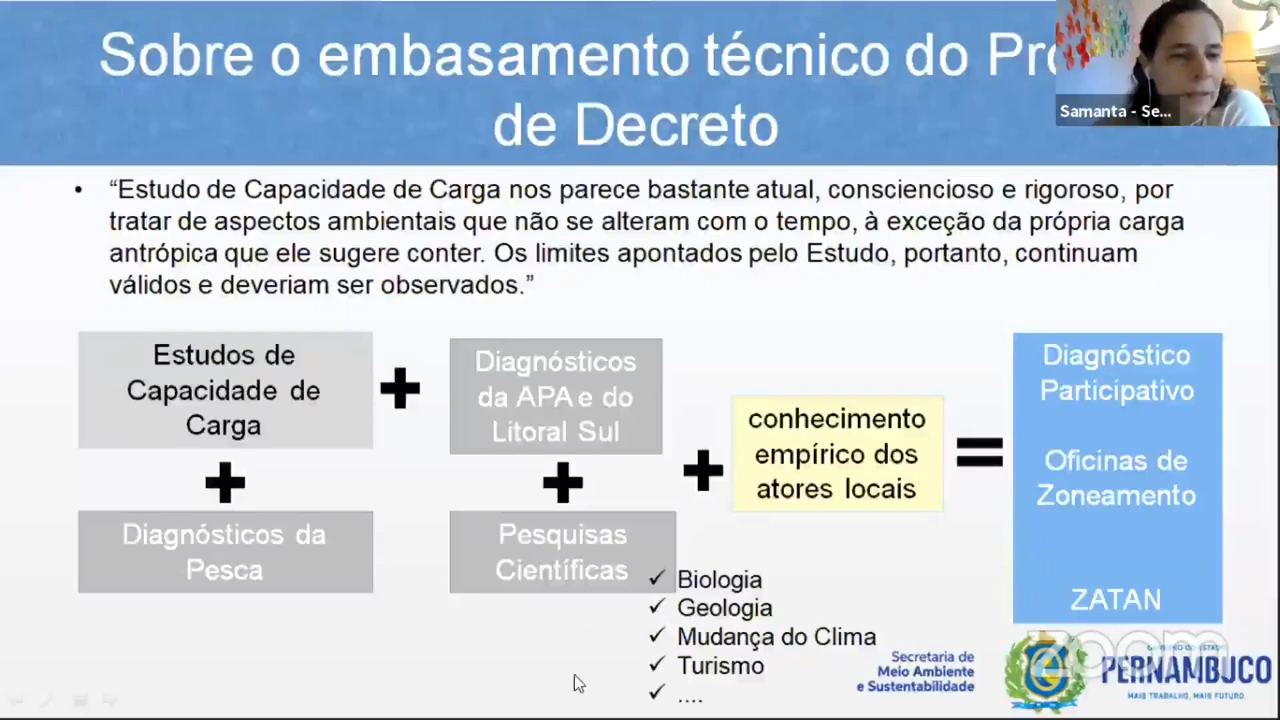 Sobre o embasamento técnico do
de Decreto
Samanta - Se...
• “Estudo de Capacidade de Carga nos parece bastante atual, consciencioso e rigoroso, por
tratar de aspectos ambientais que não se alteram com o tempo, à exceção da própria carga
antrópica que ele sugere conter. Os limites apontados pelo Estudo, portanto, continuam
válidos e deveriam ser observados.”
Estudos de
Capacidade de
Carga
+
Diagnósticos da
Pesca
+
Diagnósticos
da APA e do
Litoral Sul
+
Pesquisas
Científicas
+
conhecimento
empírico dos
atores locais
=
Diagnóstico
Participativo
Oficinas de
Zoneamento
ZATAN
✓ Biologia
✓ Geologia
✓ Mudança do Clima
✓ Turismo
✓ ....
Secretaria de
Meio Ambiente
e Sustentabilidade
zoom
GOVERNO DO ESTADO
PERNAMBUCO
MAIS TRABALHO, MAIS FUTURO.